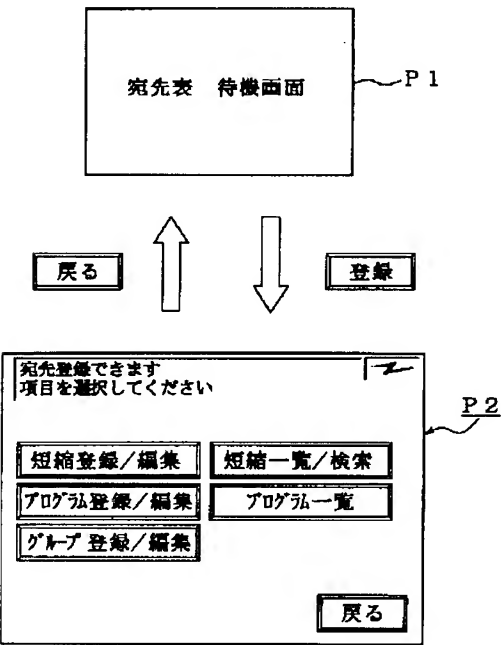 宛先表　待機画面
P1
戻る
登録
宛先登録できます
項目を選択してください
P2
短縮登録／編集
短縮一覧／検索
プログラム登録／編集
プログラム一覧
グループ登録／編集
戻る